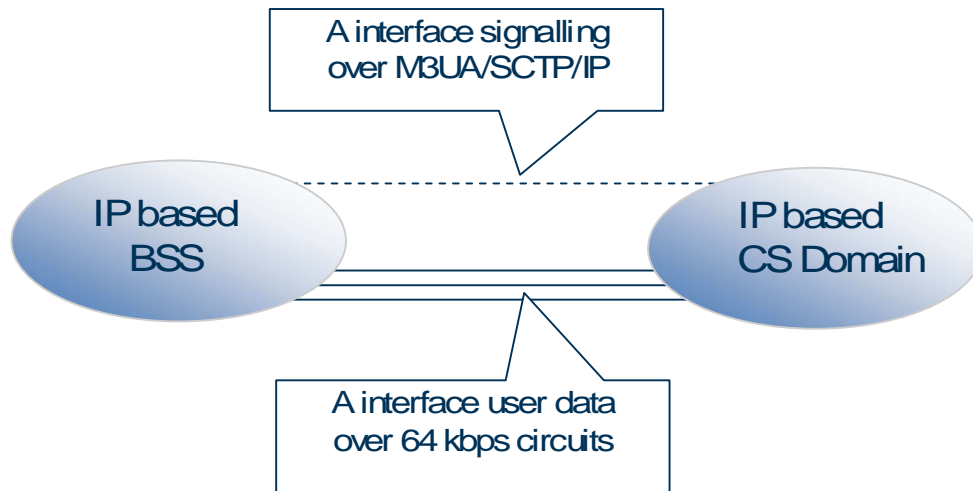 A interface signalling
over M3UA/SCTP/IP
IP based
BSS
IP based
CS Domain
A interface user data
over 64 kbps circuits